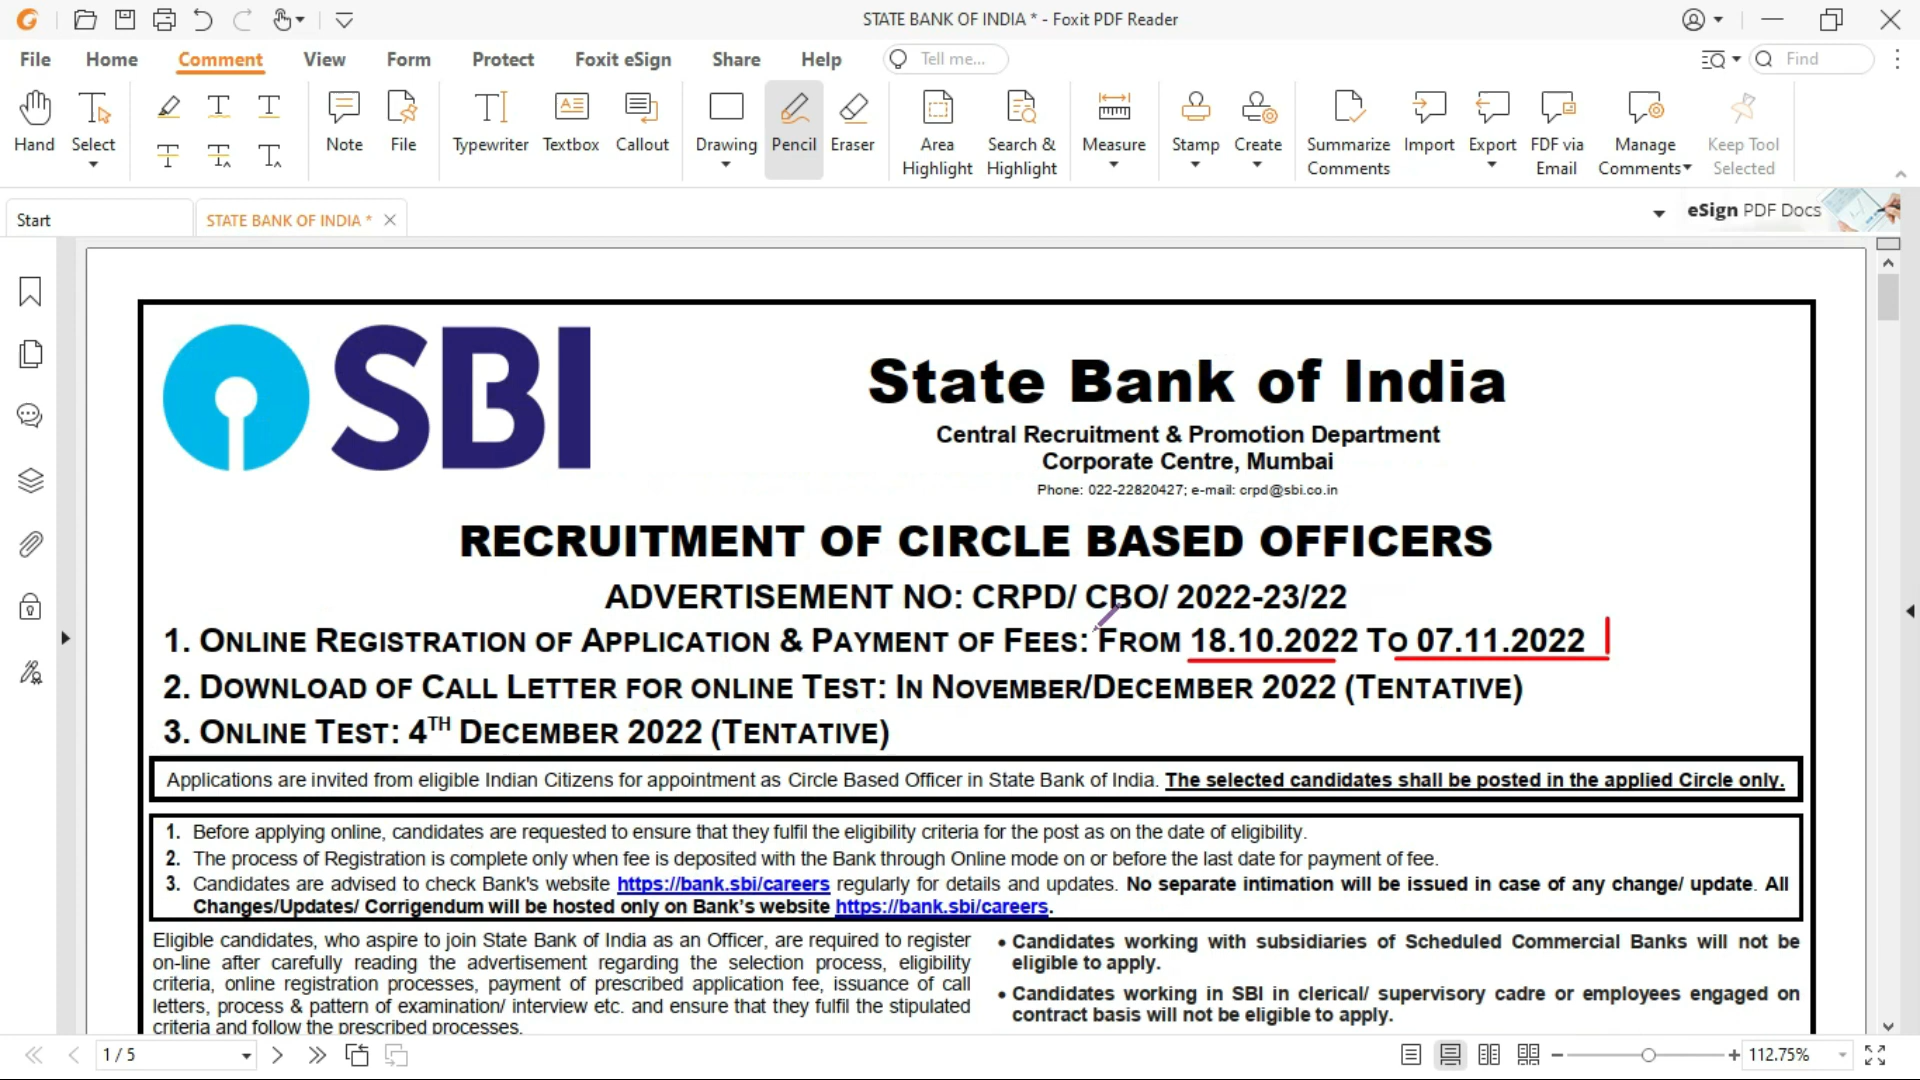 STATE BANK OF INDIA * - Foxit PDF Reader
File Home Comment View Form Protect Foxit eSign Share Help Tell me... Find
Hand Select Note File Typewriter Textbox Callout Drawing Pencil Eraser Area Highlight Search & Highlight Measure Stamp Create Summarize Comments Import Export FDF via Email Manage Comments Keep Tool Selected
Start STATE BANK OF INDIA * eSign PDF Docs
SBI
State Bank of India
Central Recruitment & Promotion Department
Corporate Centre, Mumbai
Phone: 022-22820427; e-mail: crpd@sbi.co.in
RECRUITMENT OF CIRCLE BASED OFFICERS
ADVERTISEMENT NO: CRPD/ CBO/ 2022-23/22
1. ONLINE REGISTRATION OF APPLICATION & PAYMENT OF FEES: FROM 18.10.2022 TO 07.11.2022
2. DOWNLOAD OF CALL LETTER FOR ONLINE TEST: IN NOVEMBER/DECEMBER 2022 (TENTATIVE)
3. ONLINE TEST: 4TH DECEMBER 2022 (TENTATIVE)
Applications are invited from eligible Indian Citizens for appointment as Circle Based Officer in State Bank of India. The selected candidates shall be posted in the applied Circle only.
1. Before applying online, candidates are requested to ensure that they fulfil the eligibility criteria for the post as on the date of eligibility.
2. The process of Registration is complete only when fee is deposited with the Bank through Online mode on or before the last date for payment of fee.
3. Candidates are advised to check Bank's website https://bank.sbi/careers regularly for details and updates. No separate intimation will be issued in case of any change/ update. All
Changes/Updates/ Corrigendum will be hosted only on Bank's website https://bank.sbi/careers.
Eligible candidates, who aspire to join State Bank of India as an Officer, are required to register
on-line after carefully reading the advertisement regarding the selection process, eligibility
criteria, online registration processes, payment of prescribed application fee, issuance of call
letters, process & pattern of examination/ interview etc. and ensure that they fulfil the stipulated
criteria and follow the prescribed processes.
• Candidates working with subsidiaries of Scheduled Commercial Banks will not be
eligible to apply.
• Candidates working in SBI in clerical/ supervisory cadre or employees engaged on
contract basis will not be eligible to apply.
1 / 5 112.75%